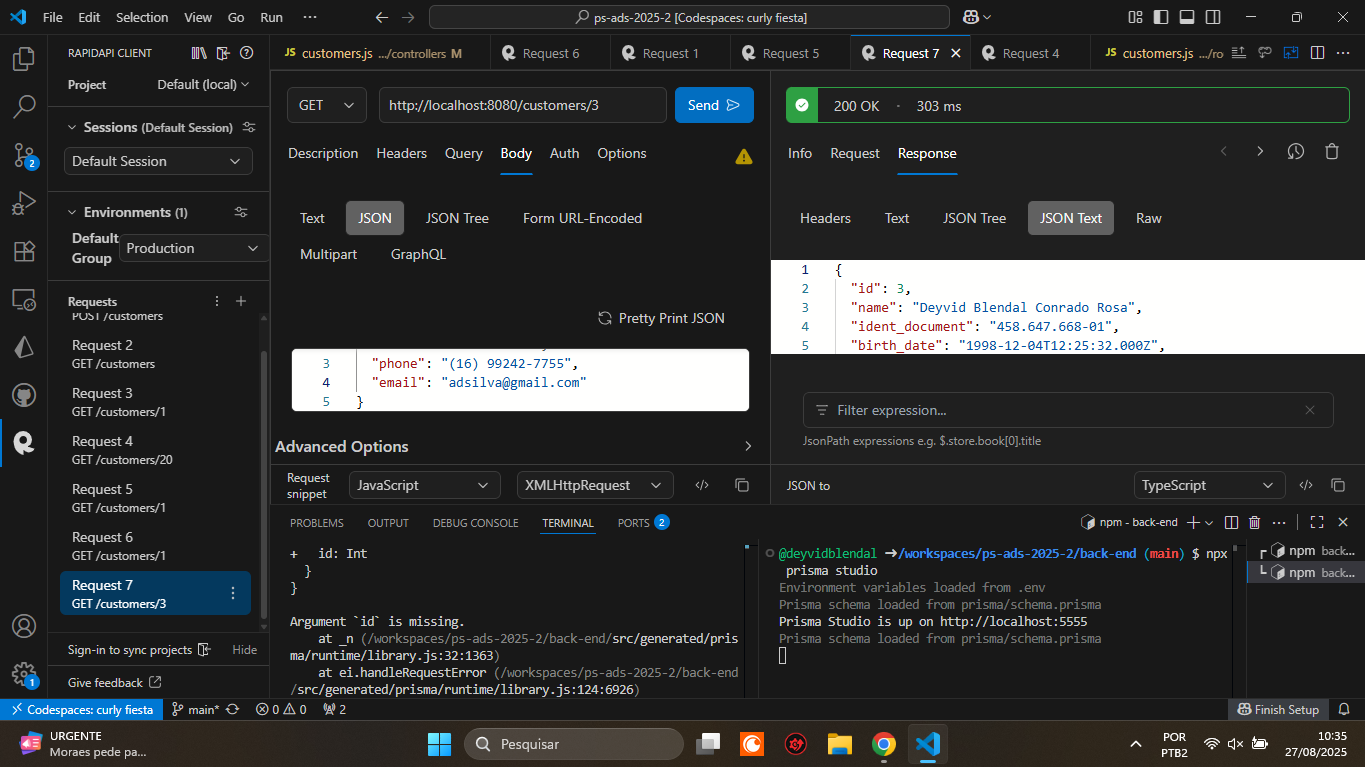 File Edit Selection View Go Run ···
ps-ads-2025-2 [Codespaces: curly fiesta]
RAPIDAPI CLIENT
JS customers.js .../controllers M
Request 6
Request 1
Request 5
Request 7
Request 4
JS customers.js .../ro
Project
Default (local)
Sessions (Default Session)
Default Session
2
Environments (1)
Default
Group
Production
Requests
POST /customers
Request 2
GET /customers
Request 3
GET /customers/1
Request 4
GET /customers/20
Request 5
GET /customers/1
Request 6
GET /customers/1
Request 7
GET /customers/3
Sign-in to sync projects
Hide
Give feedback
1
GET
http://localhost:8080/customers/3
Send
Description Headers Query Body Auth Options
Text JSON JSON Tree Form URL-Encoded
Multipart GraphQL
Pretty Print JSON
3 "phone": "(16) 99242-7755",
4 "email": "adsilva@gmail.com"
5 }
Advanced Options
Request
snippet
JavaScript
XMLHttpRequest
200 OK · 303 ms
Info Request Response
Headers Text JSON Tree JSON Text Raw
1 {
2 "id": 3,
3 "name": "Deyvid Blendal Conrado Rosa",
4 "ident_document": "458.647.668-01",
5 "birth_date": "1998-12-04T12:25:32.000Z",
Filter expression...
JsonPath expressions e.g. $.store.book[0].title
JSON to
TypeScript
PROBLEMS OUTPUT DEBUG CONSOLE TERMINAL PORTS 2
npm - back-end
+ id: Int
}
}
Argument `id` is missing.
at _n (/workspaces/ps-ads-2025-2/back-end/src/generated/pris
ma/runtime/library.js:32:1363)
at ei.handleRequestError (/workspaces/ps-ads-2025-2/back-end
/src/generated/prisma/runtime/library.js:124:6926)
@deyvidblendal ➜/workspaces/ps-ads-2025-2/back-end (main) $ npx
prisma studio
Environment variables loaded from .env
Prisma schema loaded from prisma/schema.prisma
Prisma Studio is up on http://localhost:5555
Prisma schema loaded from prisma/schema.prisma
npm back...
npm back...
Codespaces: curly fiesta
main*
0 0
2
Finish Setup
URGENTE
Moraes pede pa...
Pesquisar
POR
PTB2
10:35
27/08/2025